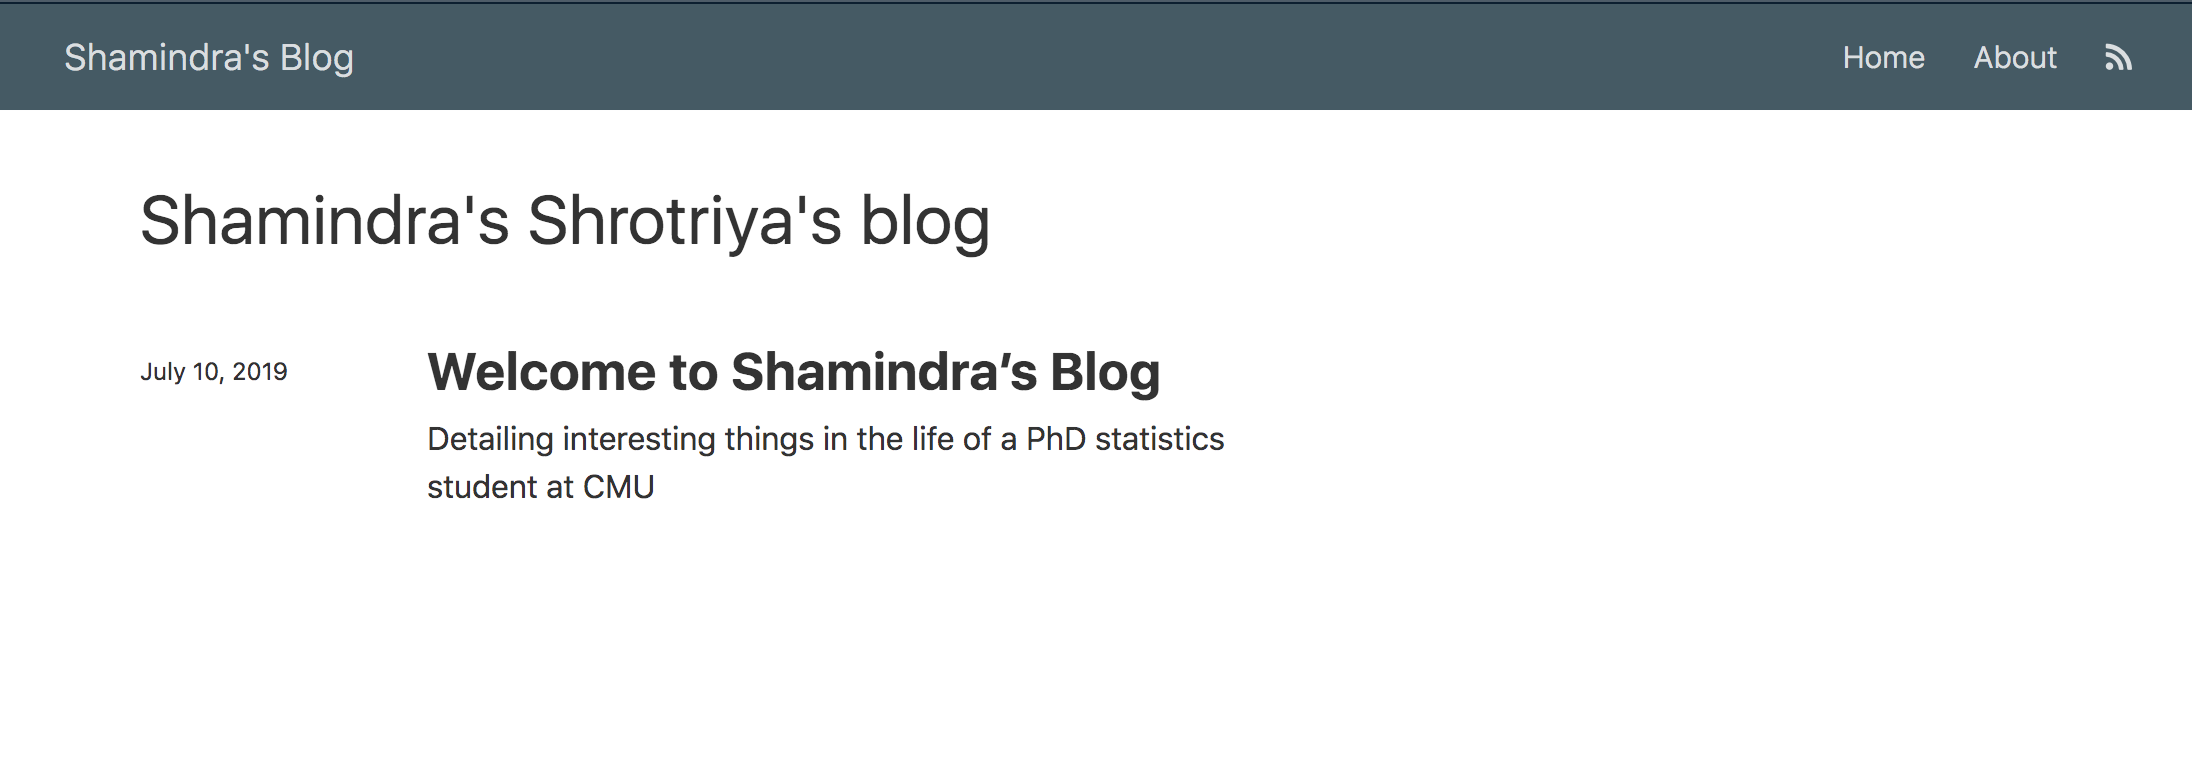 Shamindra's Blog
Home About
Shamindra's Shrotriya's blog
July 10, 2019
Welcome to Shamindra’s Blog
Detailing interesting things in the life of a PhD statistics
student at CMU